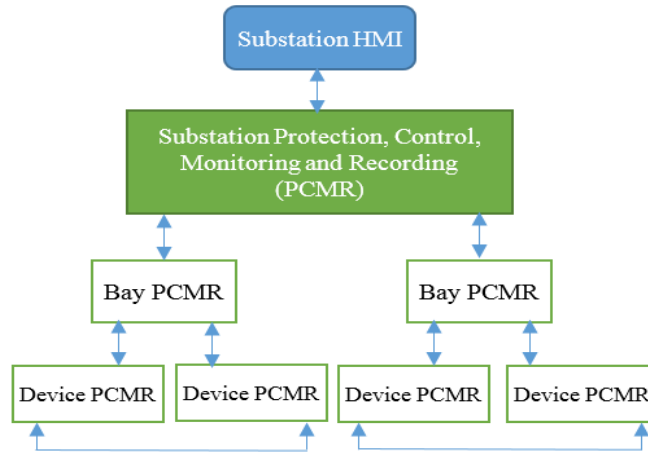 Substation HMI
Substation Protection, Control,
Monitoring and Recording
(PCMR)
Bay PCMR
Bay PCMR
Device PCMR
Device PCMR
Device PCMR
Device PCMR